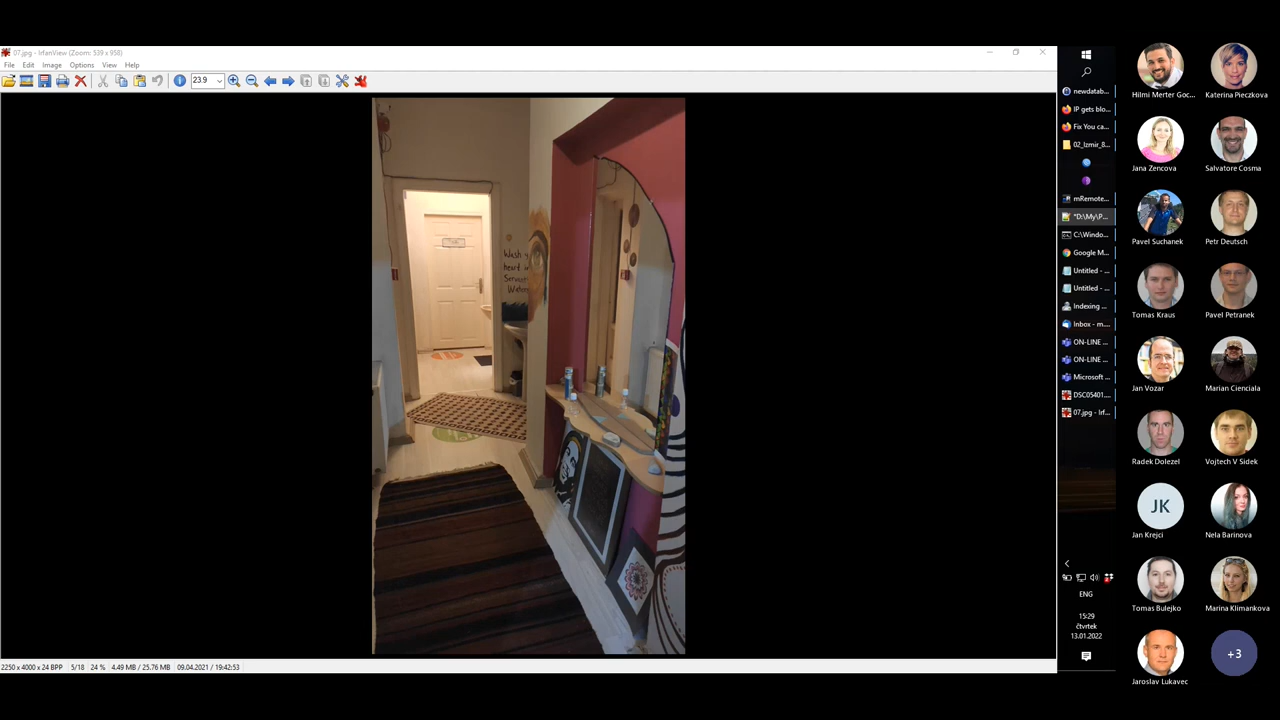 07.jpg - IrfanView (Zoom: 539 x 958)
File Edit Image Options View Help
23.9
Wash
heart
2250 x 4000 x 24 BPP 5/18 24 % 4.49 MB / 25.76 MB 09.04.2021 / 19:42:53
newdatab...
IP gets blo...
Fix You ca...
02_Izmir_8...
mRemote...
*D:\My\P...
C:\Windo...
Google M...
Untitled - ...
Untitled - ...
Indexing ...
Inbox - m...
ON-LINE ...
ON-LINE ...
Microsoft ...
DSC05401...
07.jpg - Irf...
ENG
15:29
čtvrtek
13.01.2022
Hilmi Merter Goc... Katerina Pieczkova
Jana Zencova Salvatore Cosma
Pavel Suchanek Petr Deutsch
Tomas Kraus Pavel Petranek
Jan Vozar Marian Cienciala
Radek Dolezel Vojtech V Sidek
JK
Jan Krejci Nela Barinova
Tomas Bulejko Marina Klimankova
+3
Jaroslav Lukavec